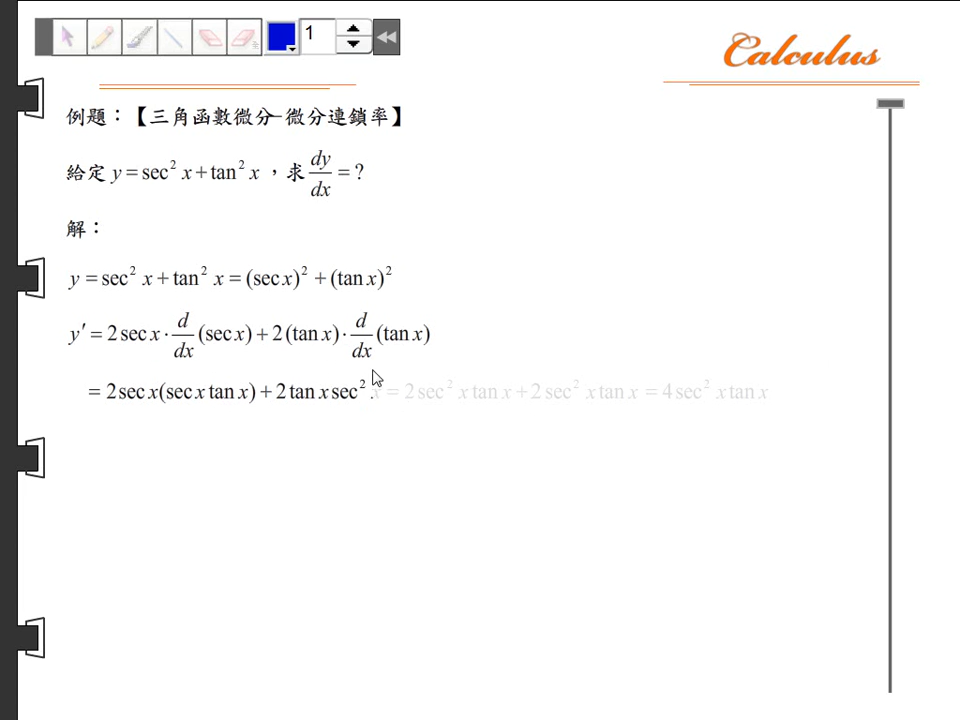 1
Calculus
例題：【三角函數微分-微分連鎖率】
給定 y = sec² x + tan² x ，求 dy/dx = ?
解：
y = sec² x + tan² x = (sec x)² + (tan x)²
y′ = 2 sec x · d/dx (sec x) + 2(tan x) · d/dx (tan x)
= 2 sec x(sec x tan x) + 2 tan x sec² x = 2 sec² x tan x + 2 sec² x tan x = 4 sec² x tan x